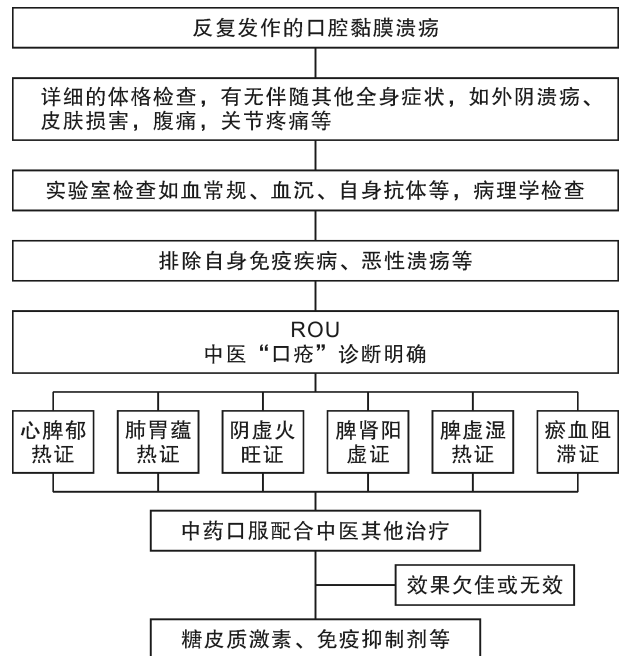 反复发作的口腔黏膜溃疡
详细的体格检查，有无伴随其他全身症状，如外阴溃疡、
皮肤损害，腹痛，关节疼痛等
实验室检查如血常规、血沉、自身抗体等，病理学检查
排除自身免疫疾病、恶性溃疡等
ROU
中医“口疮”诊断明确
心脾郁
热证
肺胃蕴
热证
阴虚火
旺证
脾肾阳
虚证
脾虚湿
热证
瘀血阻
滞证
中药口服配合中医其他治疗
效果欠佳或无效
糖皮质激素、免疫抑制剂等